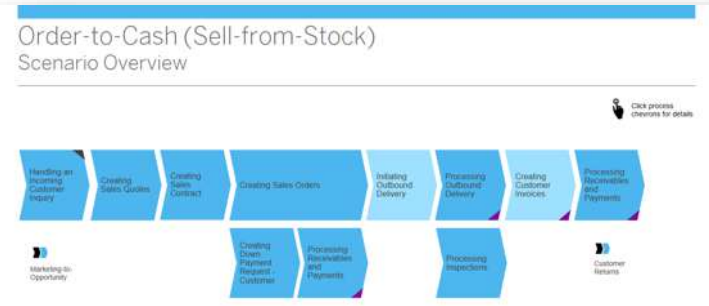 Order-to-Cash (Sell-from-Stock)
Scenario Overview
Click process
chevrons for details
Handling an
Incoming
Customer
Inquiry
Creating
Sales Quotes
Creating
Sales
Contract
Creating Sales Orders
Initiating
Outbound
Delivery
Processing
Outbound
Delivery
Creating
Customer
Invoices
Processing
Receivables
and
Payments
Marketing-to-
Opportunity
Creating
Down
Payment
Request -
Customer
Processing
Receivables
and
Payments
Processing
Inspections
Customer
Returns